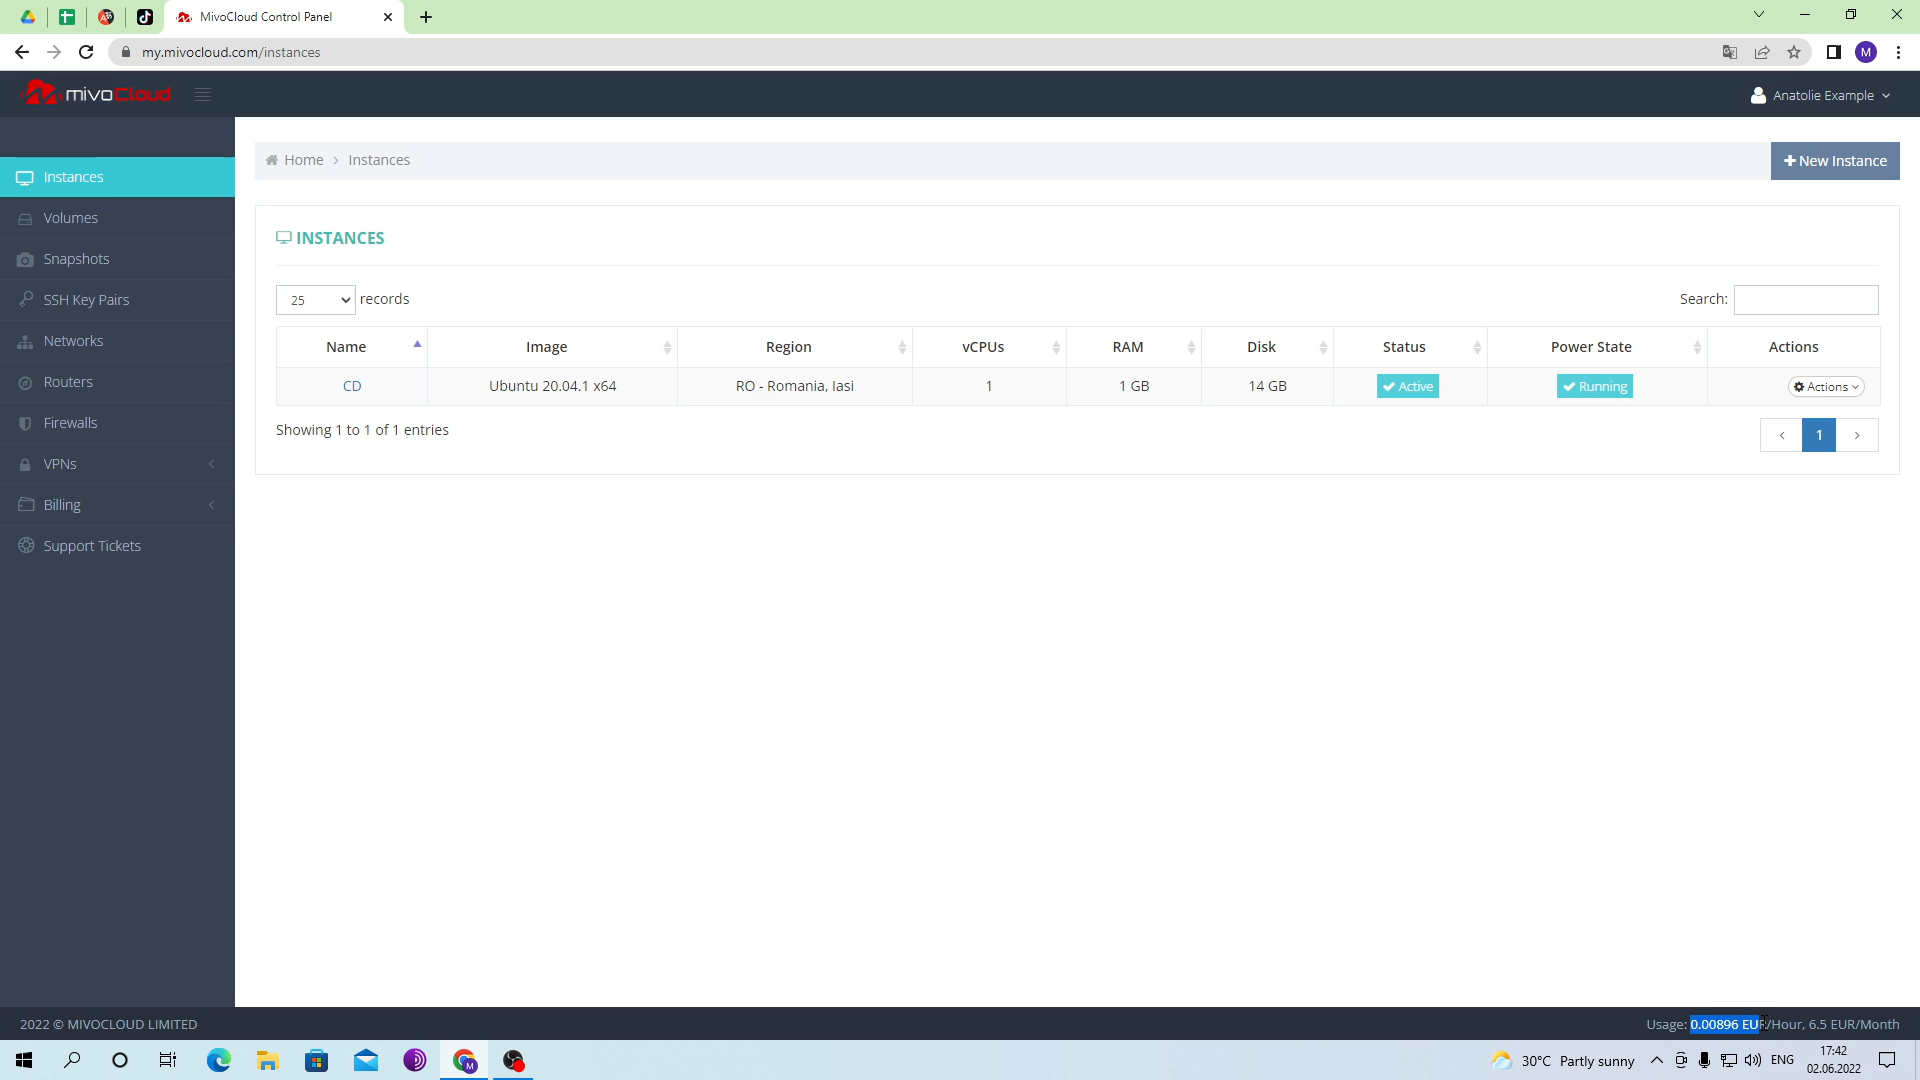 MivoCloud Control Panel
my.mivocloud.com/instances
M
mivoCloud
Anatolie Example
Home > Instances
+ New Instance
Instances
Volumes
Snapshots
SSH Key Pairs
Networks
Routers
Firewalls
VPNs
Billing
Support Tickets
INSTANCES
25 records
Search:
Name Image Region vCPUs RAM Disk Status Power State Actions
CD Ubuntu 20.04.1 x64 RO - Romania, Iasi 1 1 GB 14 GB Active Running Actions
Showing 1 to 1 of 1 entries
< 1 >
2022 © MIVOCLOUD LIMITED
Usage: 0.00896 EUR/Hour, 6.5 EUR/Month
M
30°C Partly sunny
ENG
17:42
02.06.2022